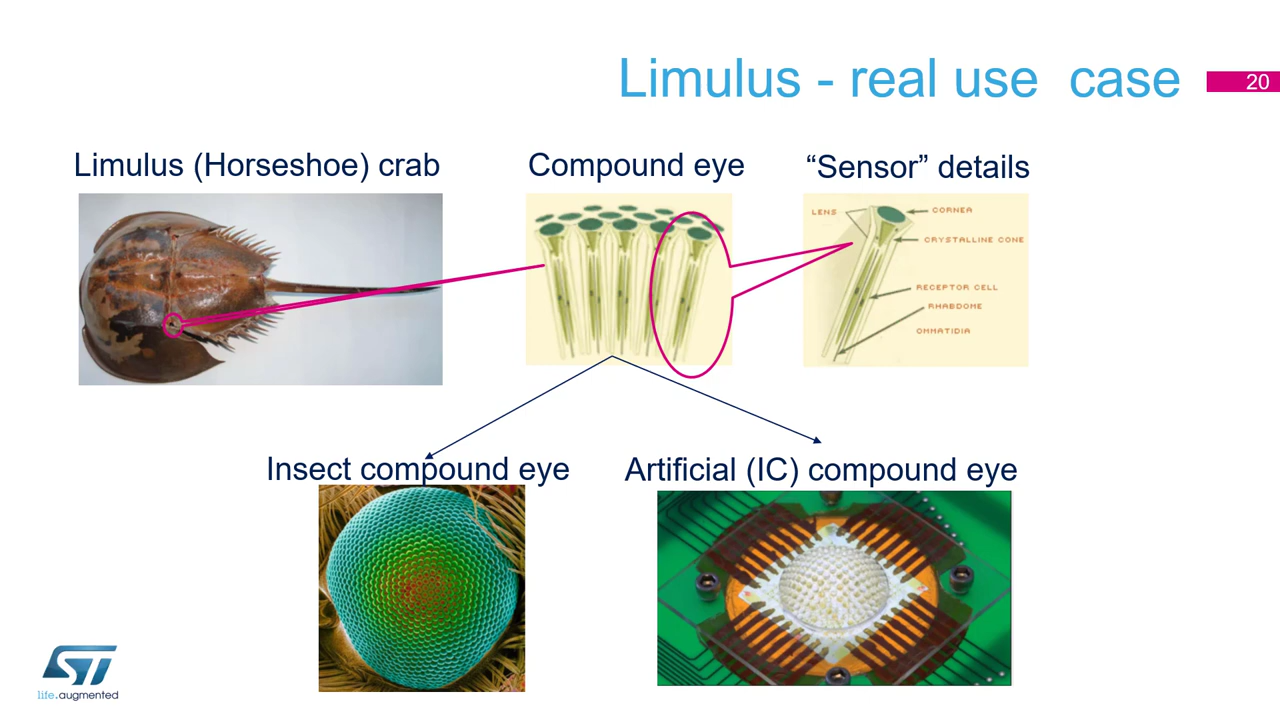 Limulus - real use  case
20
Limulus (Horseshoe) crab
Compound eye
“Sensor” details
LENS
CORNEA
CRYSTALLINE CONE
RECEPTOR CELL
RHABDOME
OMMATIDIA
Insect compound eye
Artificial (IC) compound eye
ST
life.augmented